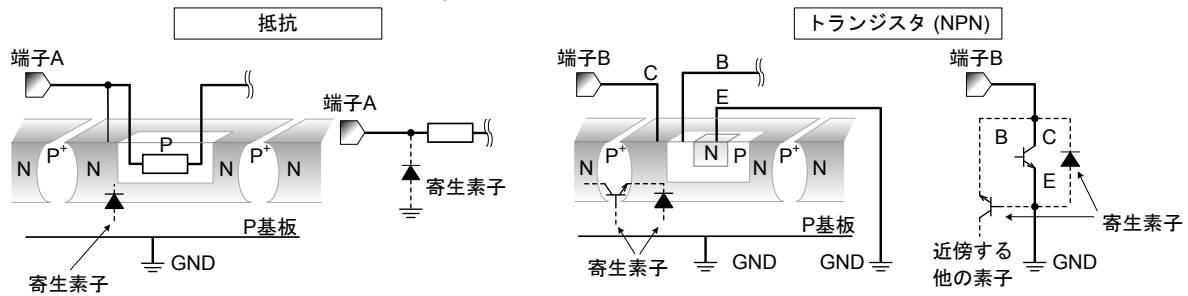 抵抗
端子A
P
N
P⁺
N
N
P⁺
N
寄生素子
P基板
GND
端子A
寄生素子
トランジスタ (NPN)
端子B
C
B
E
N
P⁺
N
N
P
N
P⁺
N
寄生素子
P基板
GND
GND
端子B
B
C
E
寄生素子
近傍する
他の素子
GND